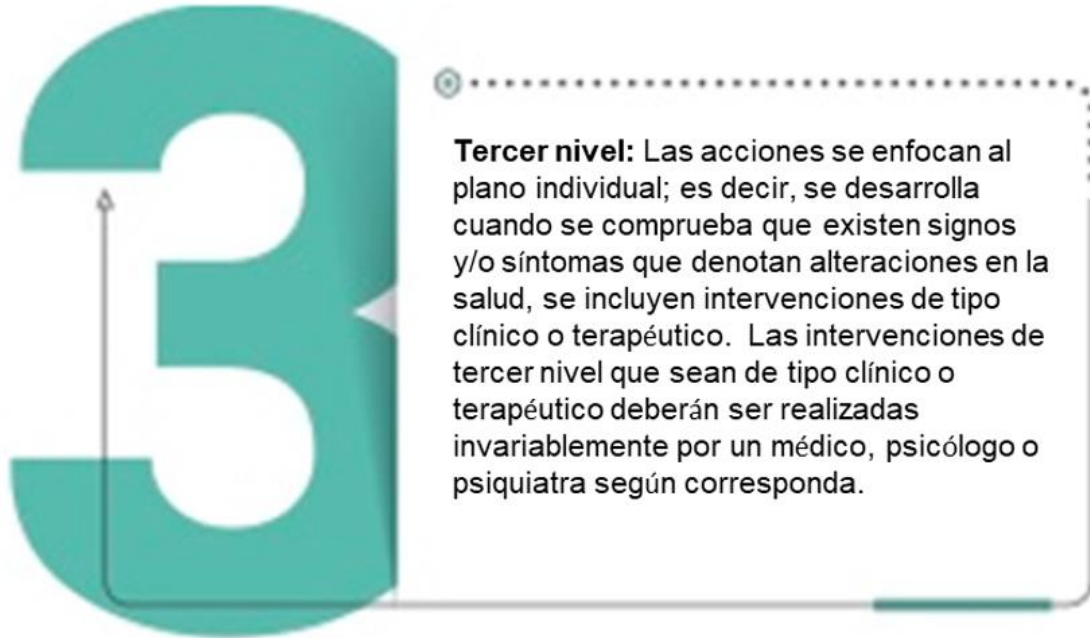 3
Tercer nivel: Las acciones se enfocan al
plano individual; es decir, se desarrolla
cuando se comprueba que existen signos
y/o síntomas que denotan alteraciones en la
salud, se incluyen intervenciones de tipo
clínico o terapéutico. Las intervenciones de
tercer nivel que sean de tipo clínico o
terapéutico deberán ser realizadas
invariablemente por un médico, psicólogo o
psiquiatra según corresponda.